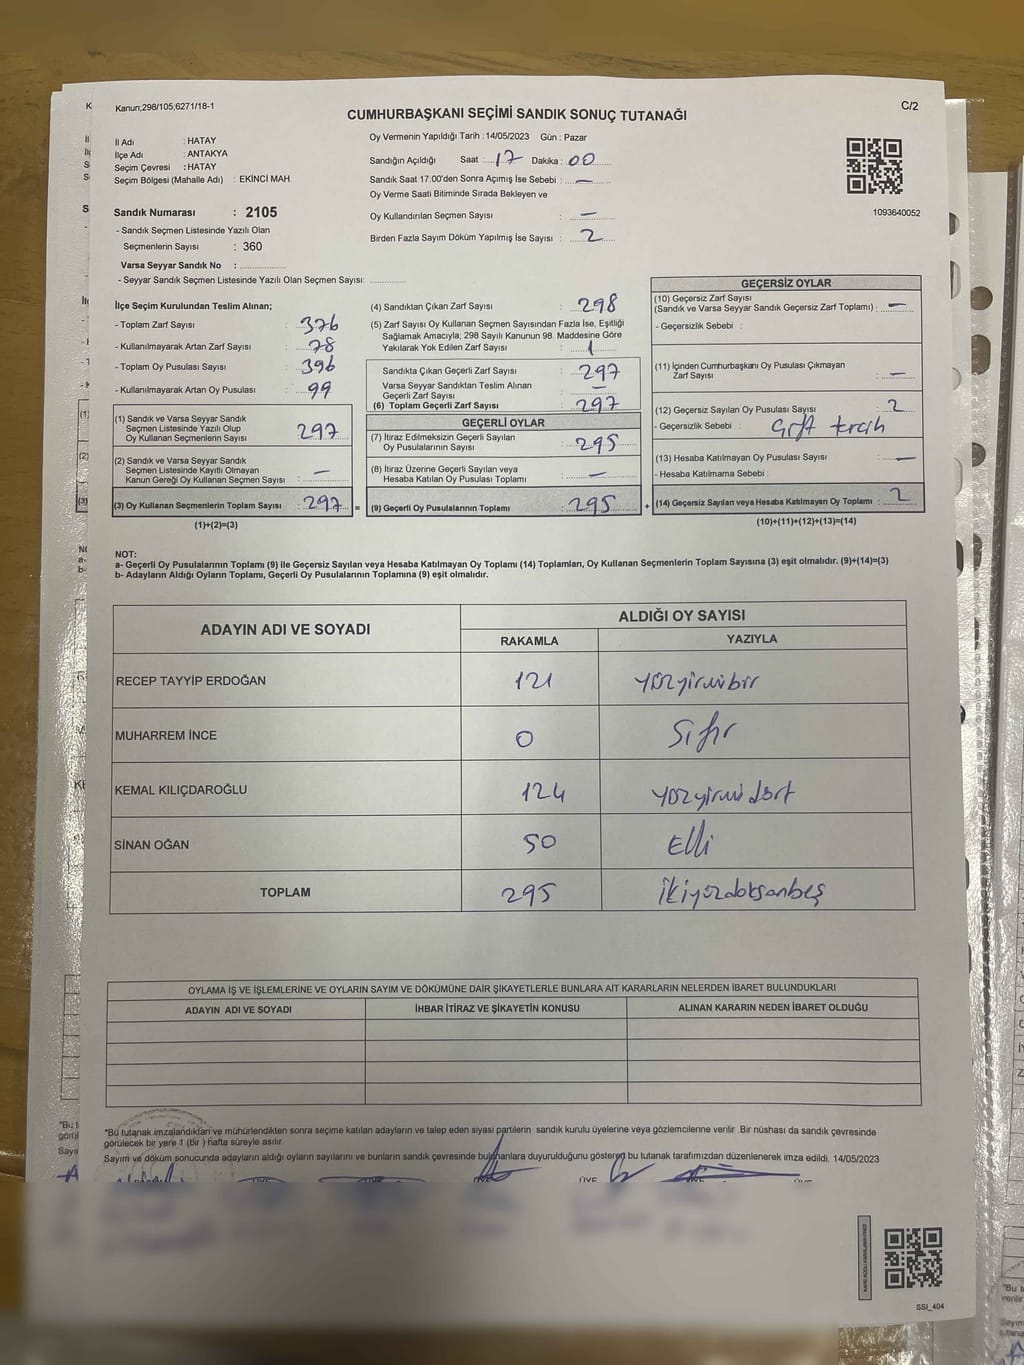 Kanun;298/105,6271/18-1
C/2
CUMHURBAŞKANI SEÇİMİ SANDIK SONUÇ TUTANAĞI
İl Adı : HATAY
İlçe Adı : ANTAKYA
Seçim Çevresi : HATAY
Seçim Bölgesi (Mahalle Adı) : EKİNCİ MAH.
Oy Vermenin Yapıldığı Tarih : 14/05/2023 Gün : Pazar
Sandığın Açıldığı Saat : 17 Dakika : 00
Sandık Saat 17:00'den Sonra Açımış İse Sebebi : —
Oy Verme Saati Bitiminde Sırada Bekleyen ve
Oy Kullandırılan Seçmen Sayısı : —
Birden Fazla Sayım Döküm Yapılmış İse Sayısı : 2
1093640052
Sandık Numarası : 2105
- Sandık Seçmen Listesinde Yazılı Olan
Seçmenlerin Sayısı : 360
Varsa Seyyar Sandık No :
- Seyyar Sandık Seçmen Listesinde Yazılı Olan Seçmen Sayısı:
İlçe Seçim Kurulundan Teslim Alınan;
- Toplam Zarf Sayısı : 376
- Kullanılmayarak Artan Zarf Sayısı : 78
- Toplam Oy Pusulası Sayısı : 396
- Kullanılmayarak Artan Oy Pusulası : 99
(1) Sandık ve Varsa Seyyar Sandık
Seçmen Listesinde Yazılı Olup
Oy Kullanan Seçmenlerin Sayısı : 297
(2) Sandık ve Varsa Seyyar Sandık
Seçmen Listesinde Kayıtlı Olmayan
Kanun Gereği Oy Kullanan Seçmen Sayısı : —
(3) Oy Kullanan Seçmenlerin Toplam Sayısı : 297
(1)+(2)=(3)
=
(4) Sandıktan Çıkan Zarf Sayısı : 298
(5) Zarf Sayısı Oy Kullanan Seçmen Sayısından Fazla İse, Eşitliği
Sağlamak Amacıyla; 298 Sayılı Kanunun 98. Maddesine Göre
Yakılarak Yok Edilen Zarf Sayısı : 1
Sandıkta Çıkan Geçerli Zarf Sayısı : 297
Varsa Seyyar Sandıktan Teslim Alınan
Geçerli Zarf Sayısı : —
(6) Toplam Geçerli Zarf Sayısı : 297
GEÇERLİ OYLAR
(7) İtiraz Edilmeksizin Geçerli Sayılan
Oy Pusulalarının Sayısı : 295
(8) İtiraz Üzerine Geçerli Sayılan veya
Hesaba Katılan Oy Pusulası Toplamı : —
(9) Geçerli Oy Pusulalarının Toplamı : 295
+
GEÇERSİZ OYLAR
(10) Geçersiz Zarf Sayısı
(Sandık ve Varsa Seyyar Sandık Geçersiz Zarf Toplamı) : —
- Geçersizlik Sebebi :
(11) İçinden Cumhurbaşkanı Oy Pusulası Çıkmayan
Zarf Sayısı : —
(12) Geçersiz Sayılan Oy Pusulası Sayısı : 2
- Geçersizlik Sebebi : Çift tercih
(13) Hesaba Katılmayan Oy Pusulası Sayısı : —
- Hesaba Katılmama Sebebi :
(14) Geçersiz Sayılan veya Hesaba Katılmayan Oy Toplamı : 2
(10)+(11)+(12)+(13)=(14)
NOT:
a- Geçerli Oy Pusulalarının Toplamı (9) ile Geçersiz Sayılan veya Hesaba Katılmayan Oy Toplamı (14) Toplamları, Oy Kullanan Seçmenlerin Toplam Sayısına (3) eşit olmalıdır. (9)+(14)=(3)
b- Adayların Aldığı Oyların Toplamı, Geçerli Oy Pusulalarının Toplamına (9) eşit olmalıdır.
ADAYIN ADI VE SOYADI
ALDIĞI OY SAYISI
RAKAMLA YAZIYLA
RECEP TAYYİP ERDOĞAN 121 yüzyirmibir
MUHARREM İNCE 0 Sıfır
KEMAL KILIÇDAROĞLU 124 yüzyirmi dört
SİNAN OĞAN 50 Elli
TOPLAM 295 İkiyüzdoksanbeş
OYLAMA İŞ VE İŞLEMLERİNE VE OYLARIN SAYIM VE DÖKÜMÜNE DAİR ŞİKAYETLERLE BUNLARA AİT KARARLARIN NELERDEN İBARET BULUNDUKLARI
ADAYIN ADI VE SOYADI İHBAR İTİRAZ VE ŞİKAYETİN KONUSU ALINAN KARARIN NEDEN İBARET OLDUĞU
*Bu tutanak imzalandıktan ve mühürlendikten sonra seçime katılan adayların ve talep eden siyasi partilerin sandık kurulu üyelerine veya gözlemcilerine verilir .Bir nüshası da sandık çevresinde
görülecek bir yere 1 (bir ) hafta süreyle asılır.
Sayım ve döküm sonucunda adayların aldığı oyların sayılarını ve bunların sandık çevresinde bulunanlara duyurulduğunu gösteren bu tutanak tarafımızdan düzenlenerek imza edildi. 14/05/2023
SSI_404